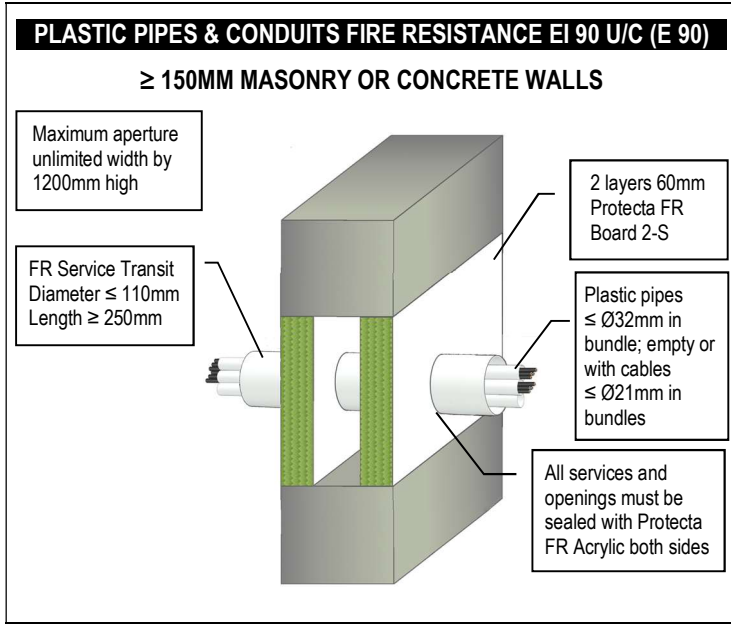 PLASTIC PIPES & CONDUITS FIRE RESISTANCE EI 90 U/C (E 90)
≥ 150MM MASONRY OR CONCRETE WALLS
Maximum aperture
unlimited width by
1200mm high
2 layers 60mm
Protecta FR
Board 2-S
FR Service Transit
Diameter ≤ 110mm
Length ≥ 250mm
Plastic pipes
≤ Ø32mm in
bundle; empty or
with cables
≤ Ø21mm in
bundles
All services and
openings must be
sealed with Protecta
FR Acrylic both sides